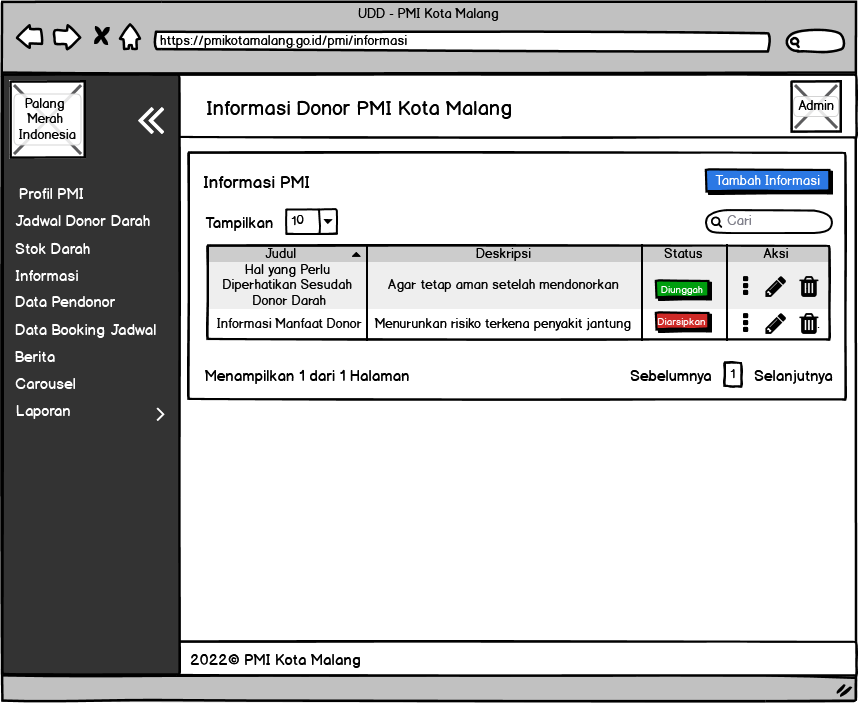 UDD - PMI Kota Malang
https://pmikotamalang.go.id/pmi/informasi
Palang
Merah
Indonesia
Informasi Donor PMI Kota Malang
Admin
Profil PMI
Jadwal Donor Darah
Stok Darah
Informasi
Data Pendonor
Data Booking Jadwal
Berita
Carousel
Laporan
Informasi PMI
Tambah Informasi
Tampilkan 10
Cari
Judul Deskripsi Status Aksi
Hal yang Perlu
Diperhatikan Sesudah
Donor Darah
Agar tetap aman setelah mendonorkan
Diunggah
Informasi Manfaat Donor Menurunkan risiko terkena penyakit jantung Diarsipkan
Menampilkan 1 dari 1 Halaman
Sebelumnya 1 Selanjutnya
2022© PMI Kota Malang